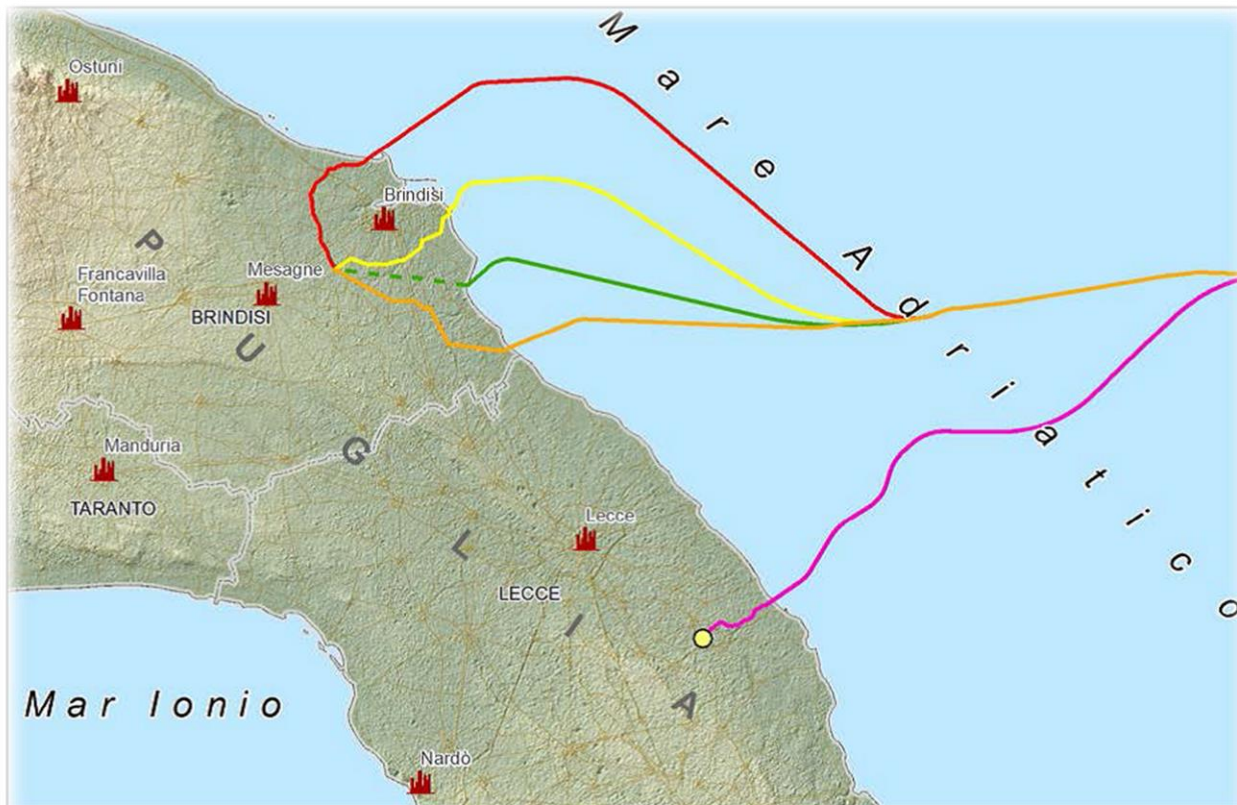 Mare Adriatico
Ostuni
Brindisi
Mesagne
Francavilla
Fontana
BRINDISI
PUGLIA
Manduria
TARANTO
Lecce
LECCE
Mar Ionio
Nardò